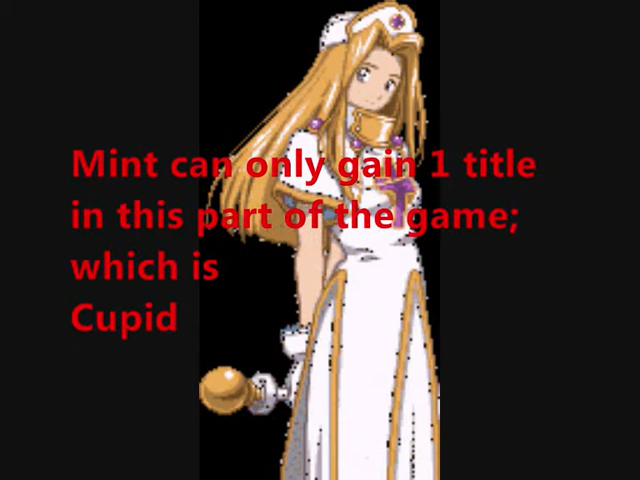 Mint can only gain 1 title
in this part of the game;
which is
Cupid